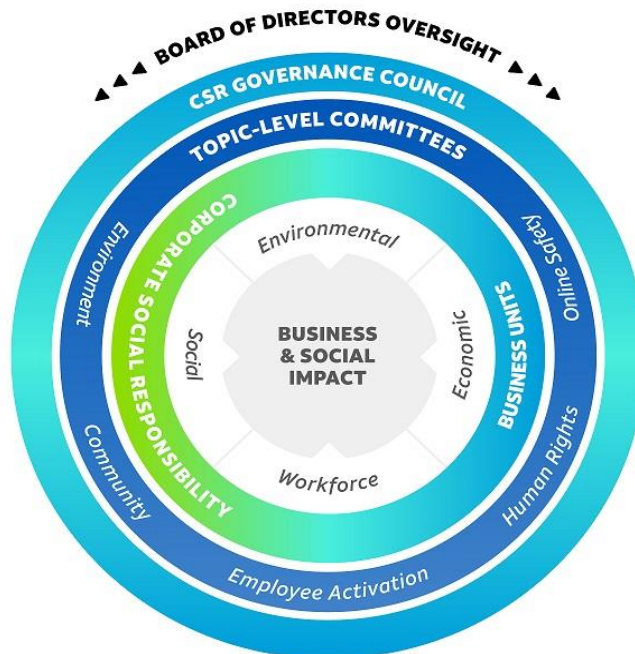 BOARD OF DIRECTORS OVERSIGHT
CSR GOVERNANCE COUNCIL
TOPIC-LEVEL COMMITTEES
Environment
Online Safety
Community
Human Rights
Employee Activation
CORPORATE SOCIAL RESPONSIBILITY
BUSINESS UNITS
Environmental
Social
Economic
Workforce
BUSINESS
& SOCIAL
IMPACT